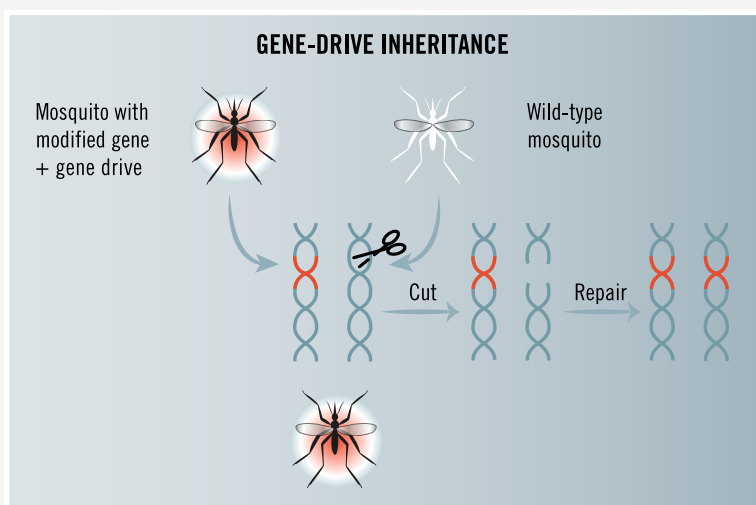 GENE-DRIVE INHERITANCE
Mosquito with
modified gene
+ gene drive
Wild-type
mosquito
Cut
Repair